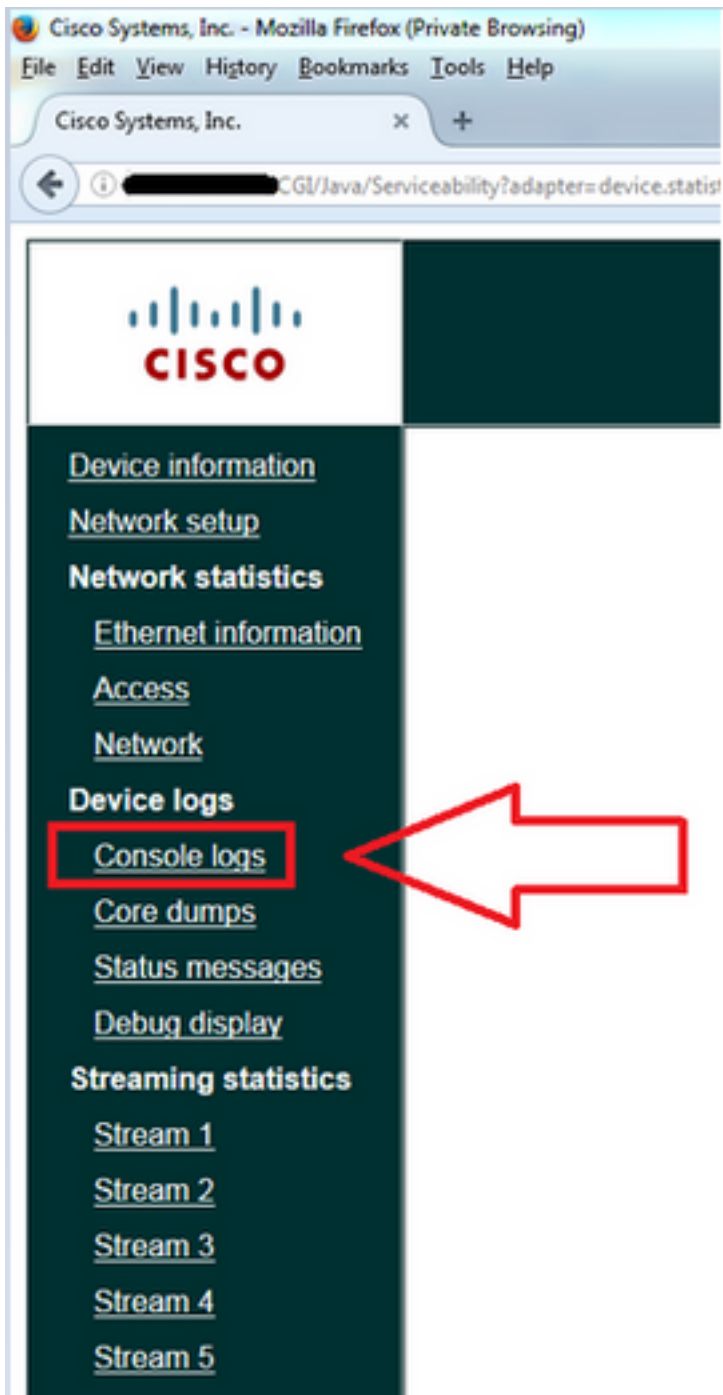 Cisco Systems, Inc. - Mozilla Firefox (Private Browsing)
File Edit View History Bookmarks Tools Help
Cisco Systems, Inc. × +
CGI/Java/Serviceability?adapter=device.statist
CISCO
Device information
Network setup
Network statistics
Ethernet information
Access
Network
Device logs
Console logs
Core dumps
Status messages
Debug display
Streaming statistics
Stream 1
Stream 2
Stream 3
Stream 4
Stream 5